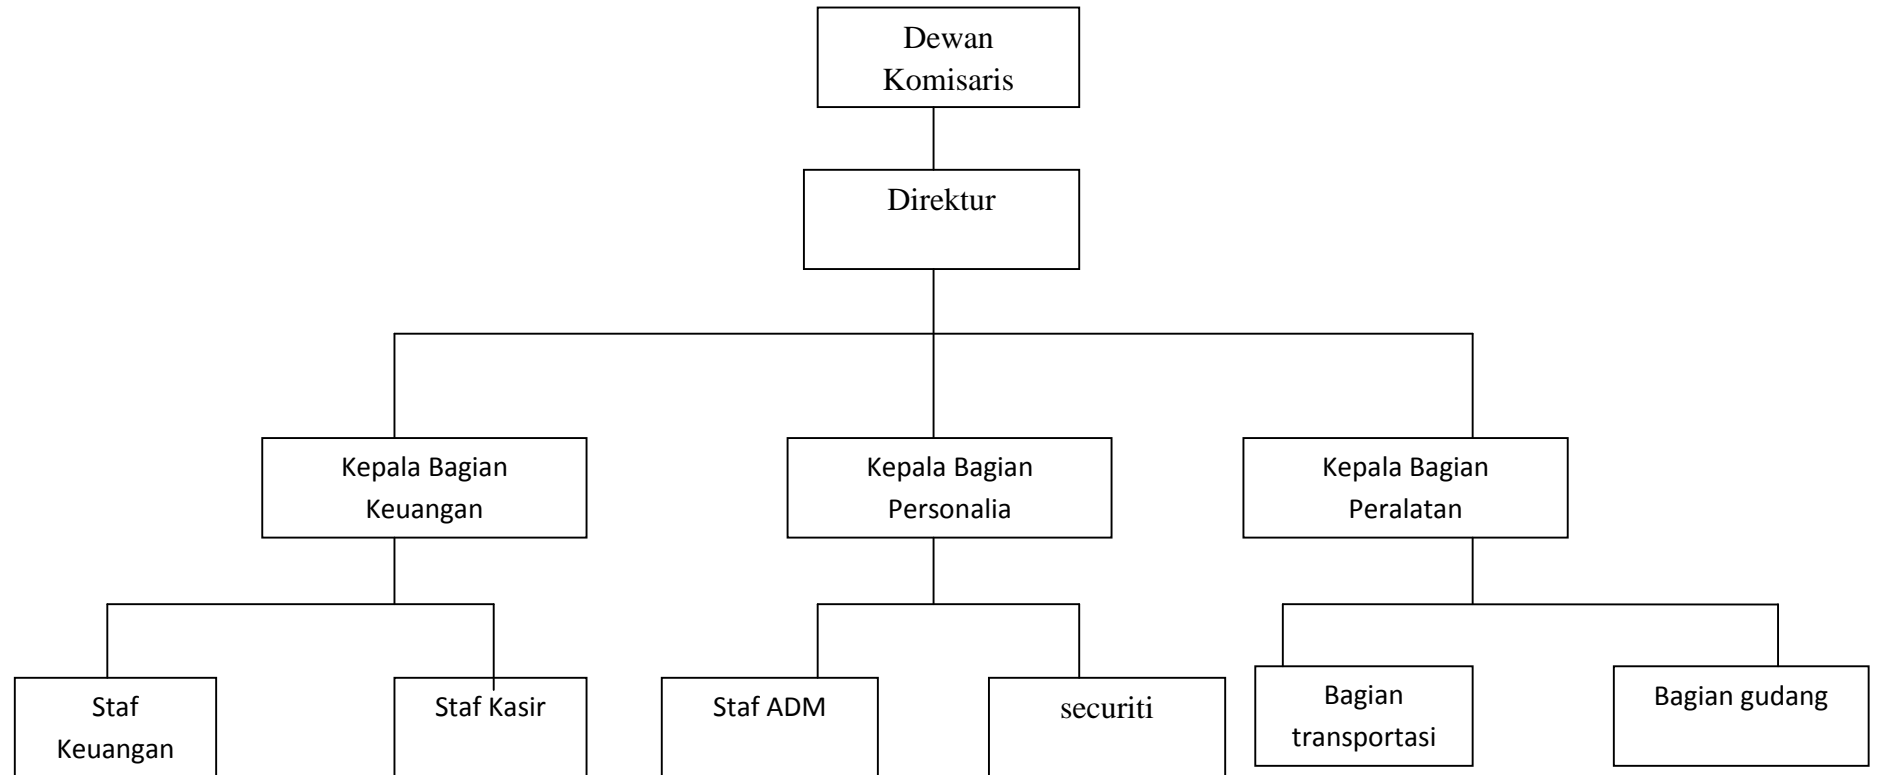 Dewan
Komisaris
Direktur
Kepala Bagian
Keuangan
Kepala Bagian
Personalia
Kepala Bagian
Peralatan
Staf
Keuangan
Staf Kasir
Staf ADM
securiti
Bagian
transportasi
Bagian gudang